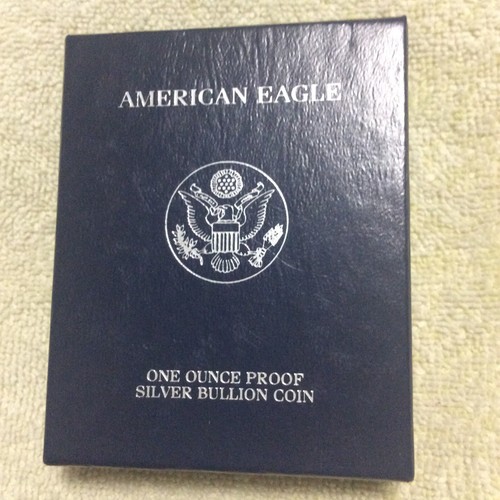 AMERICAN EAGLE
ONE OUNCE PROOF
SILVER BULLION COIN